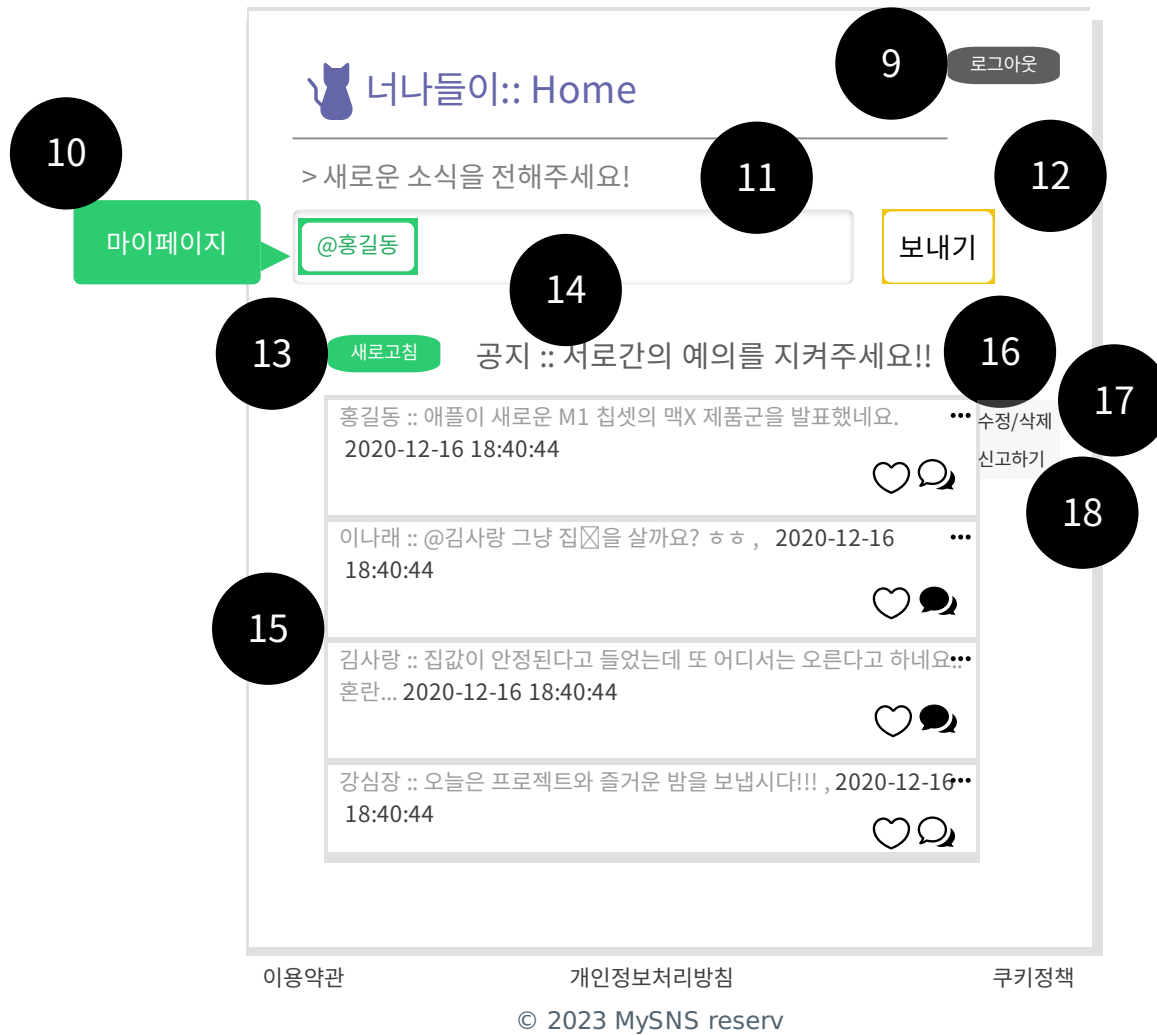 9
로그아웃
너나들이:: Home
10
> 새로운 소식을 전해주세요!
11
12
마이페이지
@홍길동
보내기
14
13
새로고침
공지 :: 서로간의 예의를 지켜주세요!!
16
17
홍길동 :: 애플이 새로운 M1 칩셋의 맥X 제품군을 발표했네요.
2020-12-16 18:40:44
수정/삭제
신고하기
18
이나래 :: @김사랑 그냥 집을 살까요? ㅎㅎ , 2020-12-16
18:40:44
15
김사랑 :: 집값이 안정된다고 들었는데 또 어디서는 오른다고 하네요..
혼란... 2020-12-16 18:40:44
강심장 :: 오늘은 프로젝트와 즐거운 밤을 보냅시다!!! , 2020-12-16
18:40:44
이용약관
개인정보처리방침
쿠키정책
© 2023 MySNS reserv